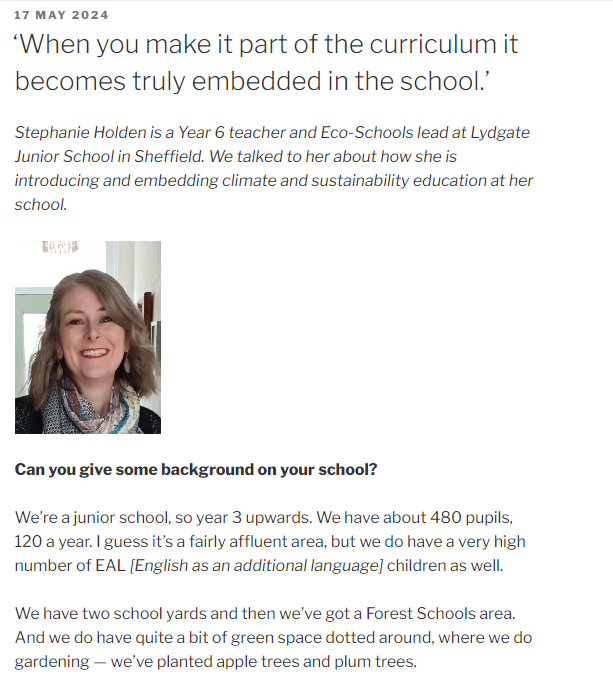 17 MAY 2024
‘When you make it part of the curriculum it
becomes truly embedded in the school.’
Stephanie Holden is a Year 6 teacher and Eco-Schools lead at Lydgate
Junior School in Sheffield. We talked to her about how she is
introducing and embedding climate and sustainability education at her
school.
Can you give some background on your school?
We’re a junior school, so year 3 upwards. We have about 480 pupils,
120 a year. I guess it’s a fairly affluent area, but we do have a very high
number of EAL [English as an additional language] children as well.
We have two school yards and then we’ve got a Forest Schools area.
And we do have quite a bit of green space dotted around, where we do
gardening — we’ve planted apple trees and plum trees.